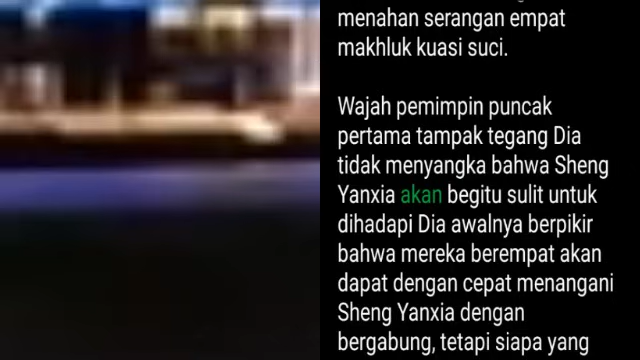 menahan serangan empat
makhluk kuasi suci.
Wajah pemimpin puncak
pertama tampak tegang Dia
tidak menyangka bahwa Sheng
Yanxia akan begitu sulit untuk
dihadapi Dia awalnya berpikir
bahwa mereka berempat akan
dapat dengan cepat menangani
Sheng Yanxia dengan
bergabung, tetapi siapa yang